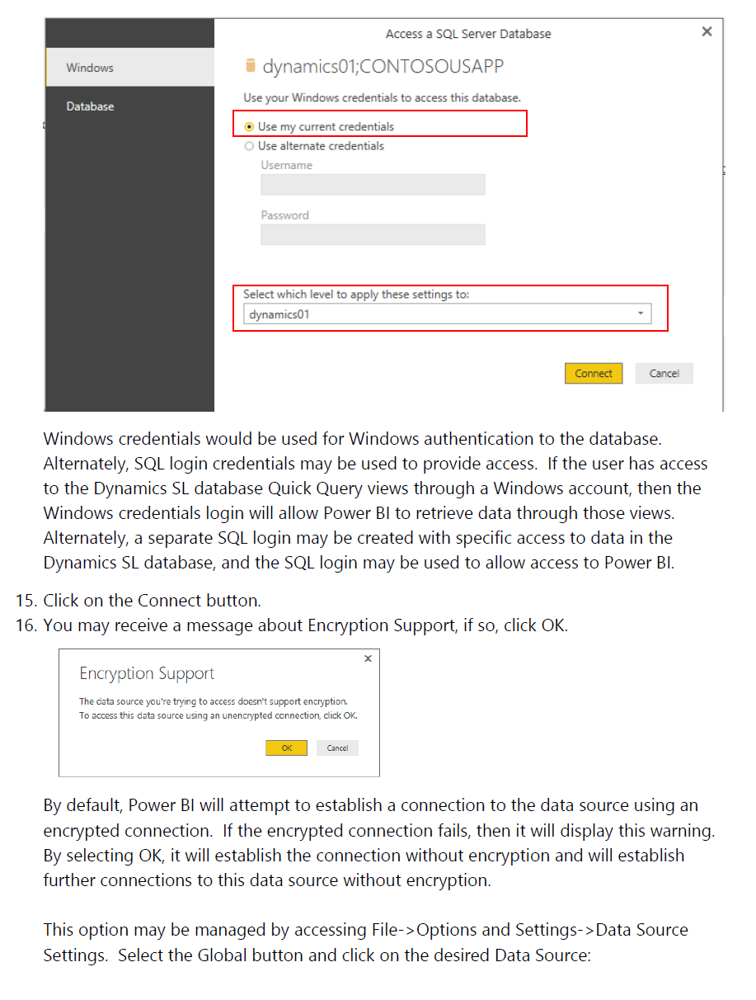 Access a SQL Server Database
Windows
Database
dynamics01;CONTOSOUSAPP
Use your Windows credentials to access this database.
Use my current credentials
Use alternate credentials
Username
Password
Select which level to apply these settings to:
dynamics01
Connect
Cancel
Windows credentials would be used for Windows authentication to the database.
Alternately, SQL login credentials may be used to provide access.  If the user has access
to the Dynamics SL database Quick Query views through a Windows account, then the
Windows credentials login will allow Power BI to retrieve data through those views.
Alternately, a separate SQL login may be created with specific access to data in the
Dynamics SL database, and the SQL login may be used to allow access to Power BI.
15. Click on the Connect button.
16. You may receive a message about Encryption Support, if so, click OK.
Encryption Support
The data source you're trying to access doesn't support encryption.
To access this data source using an unencrypted connection, click OK.
OK
Cancel
By default, Power BI will attempt to establish a connection to the data source using an
encrypted connection.  If the encrypted connection fails, then it will display this warning.
By selecting OK, it will establish the connection without encryption and will establish
further connections to this data source without encryption.
This option may be managed by accessing File->Options and Settings->Data Source
Settings.  Select the Global button and click on the desired Data Source: